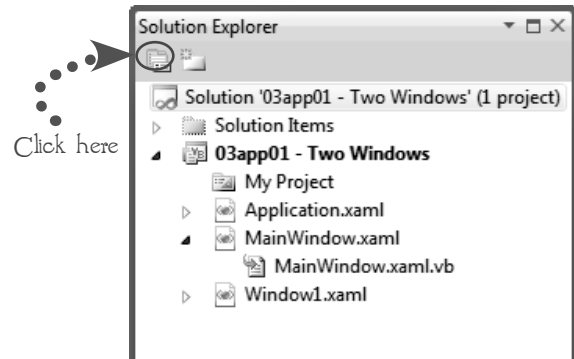 Solution Explorer
Solution '03app01 - Two Windows' (1 project)
Solution Items
03app01 - Two Windows
My Project
Application.xaml
MainWindow.xaml
MainWindow.xaml.vb
Window1.xaml
Click here